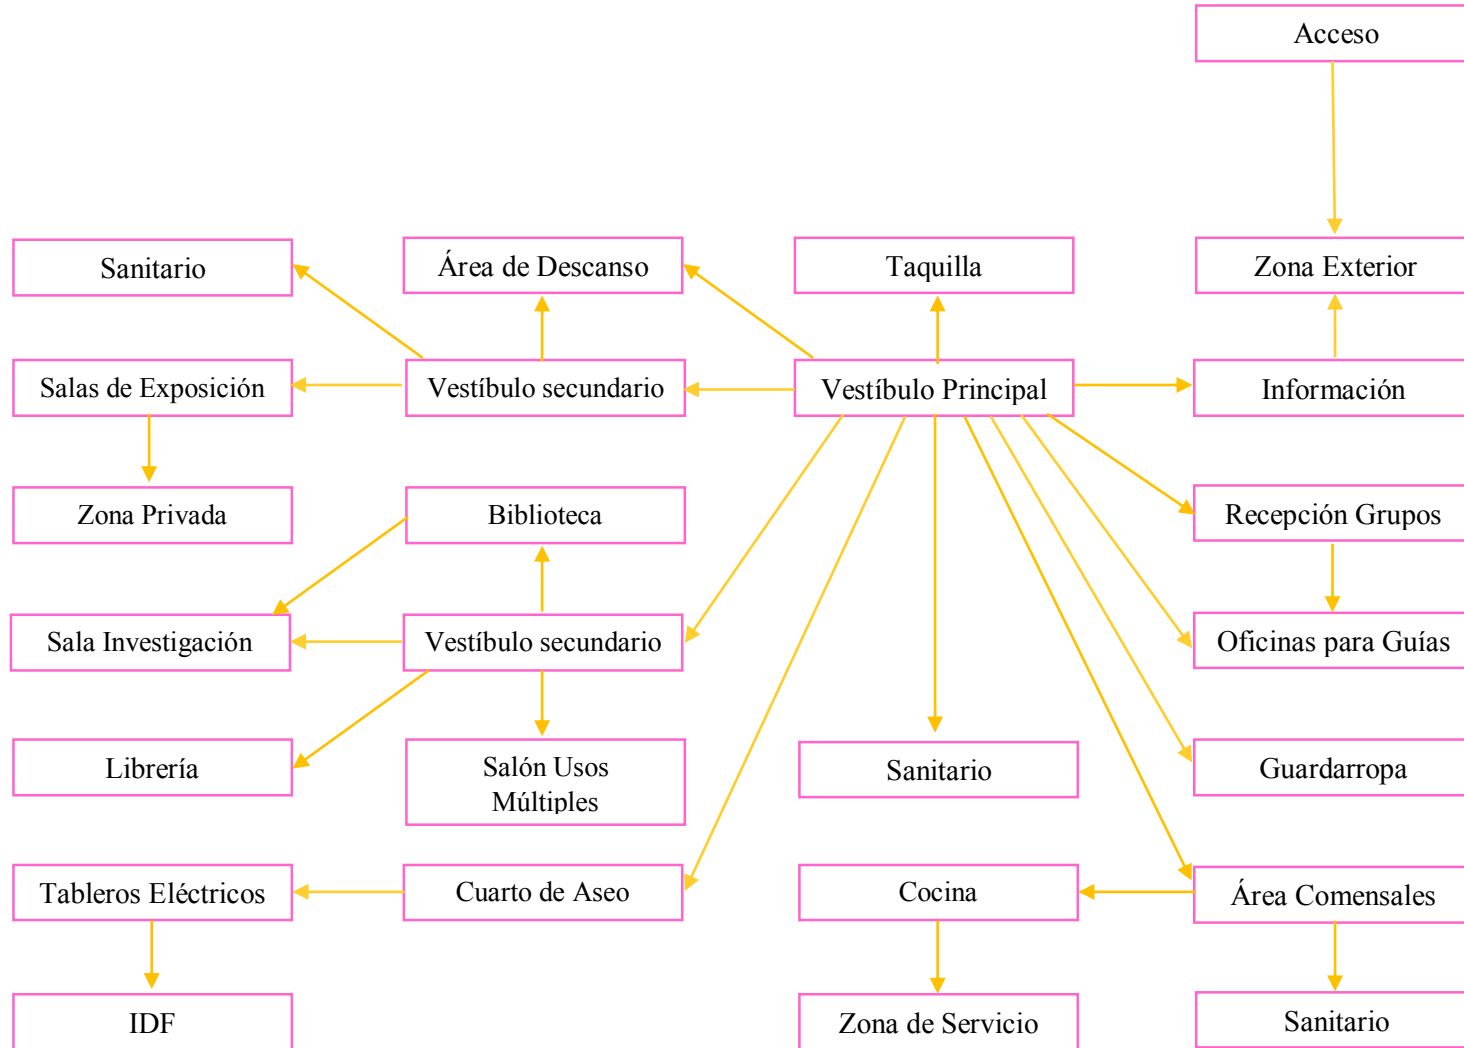 Acceso
Sanitario
Área de Descanso
Taquilla
Zona Exterior
Salas de Exposición
Vestíbulo secundario
Vestíbulo Principal
Información
Zona Privada
Biblioteca
Recepción Grupos
Sala Investigación
Vestíbulo secundario
Oficinas para Guías
Librería
Salón Usos
Múltiples
Sanitario
Guardarropa
Tableros Eléctricos
Cuarto de Aseo
Cocina
Área Comensales
IDF
Zona de Servicio
Sanitario